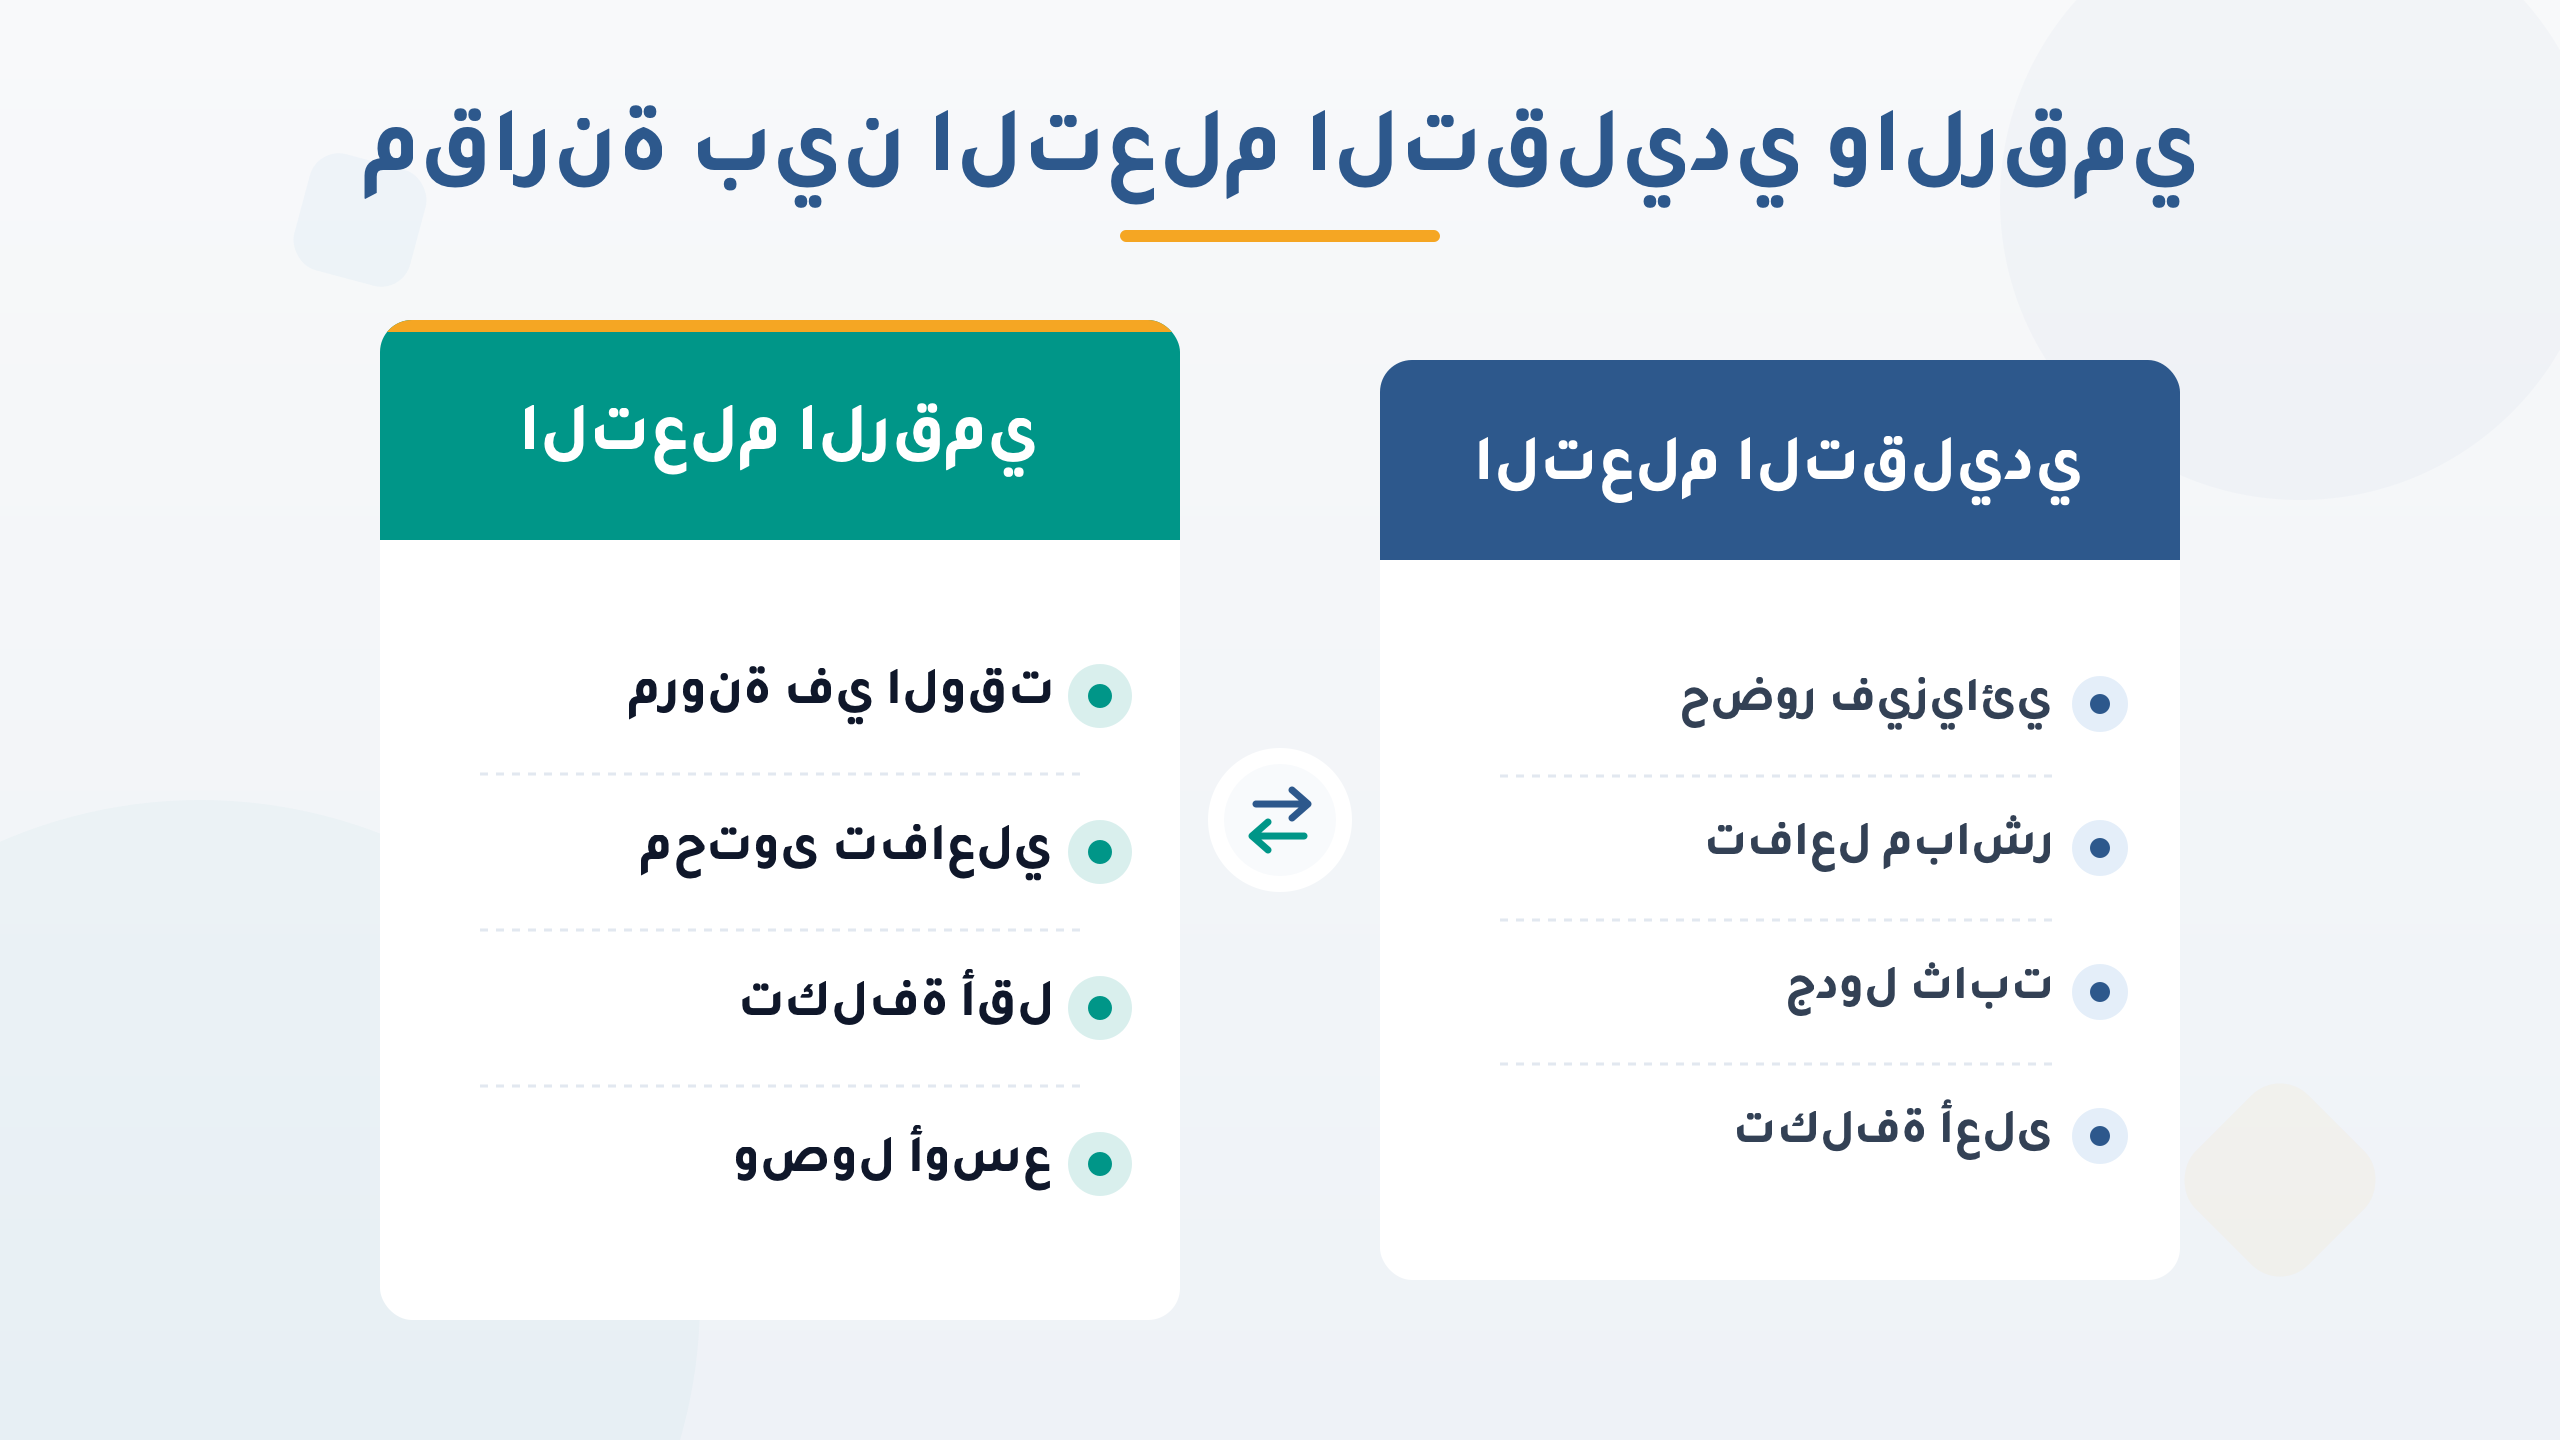 مقارنة بين التعلم التقليدي والرقمي
التعلم التقليدي
حضور فيزيائي
تفاعل مباشر
جدول ثابت
تكلفة أعلى
التعلم الرقمي
مرونة في الوقت
محتوى تفاعلي
تكلفة أقل
وصول أوسع